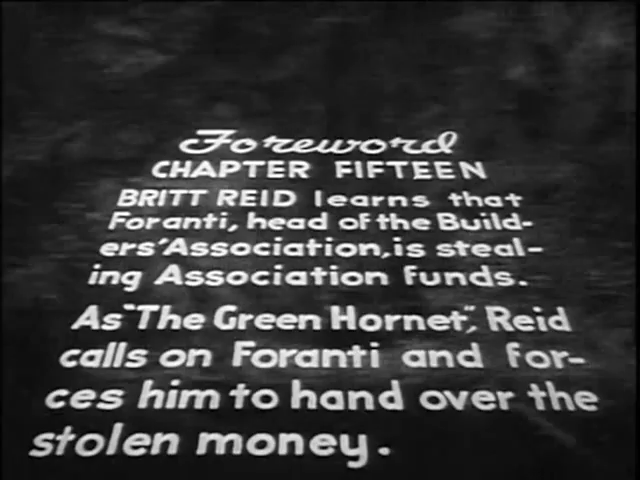 Foreword
CHAPTER FIFTEEN
BRITT REID learns that
Foranti, head of the Build-
ers' Association, is steal-
ing Association funds.
As "The Green Hornet", Reid
calls on Foranti and for-
ces him to hand over the
stolen money.